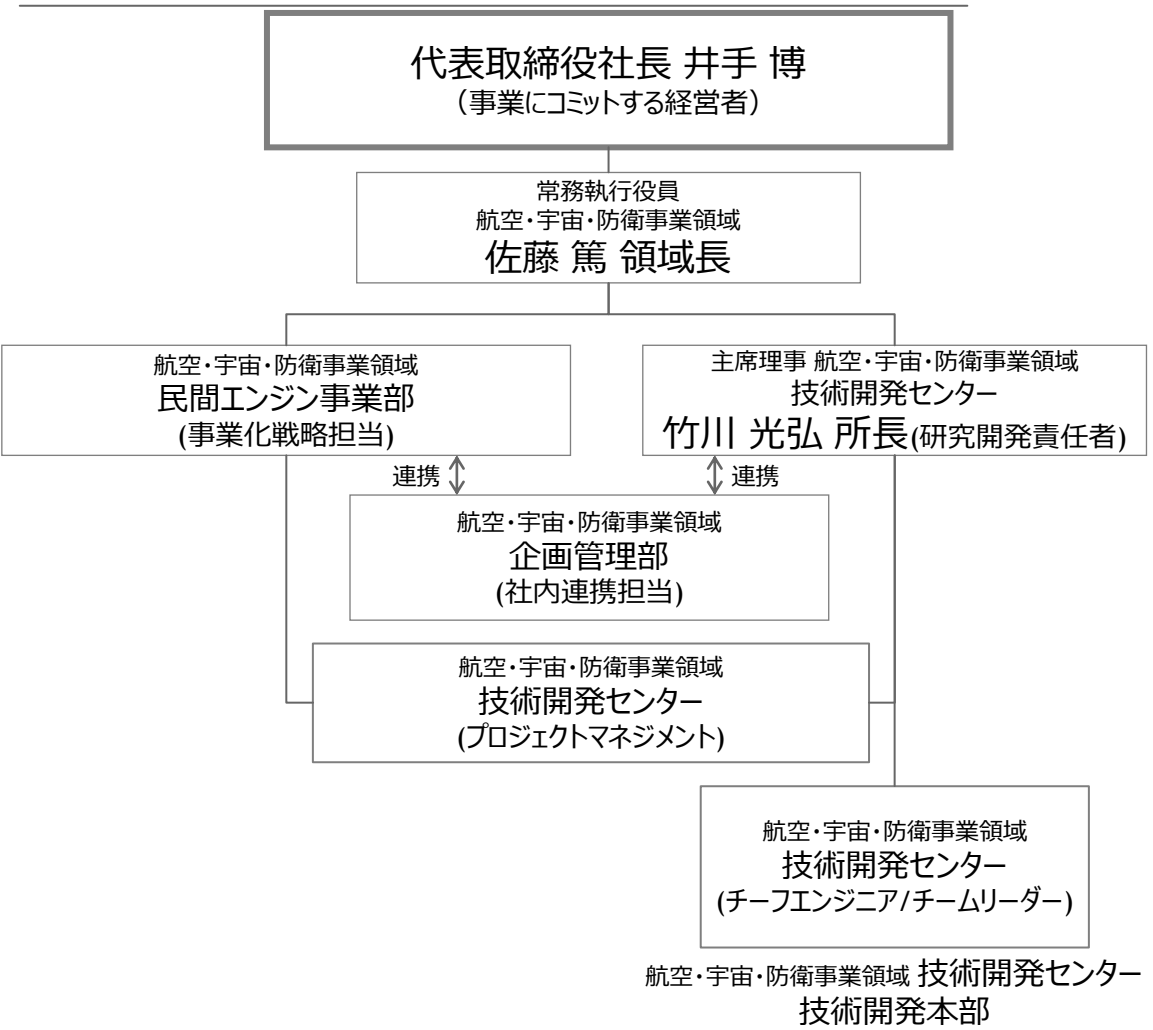 代表取締役社長 井手 博
（事業にコミットする経営者）
常務執行役員
航空・宇宙・防衛事業領域
佐藤 篤 領域長
航空・宇宙・防衛事業領域
民間エンジン事業部
(事業化戦略担当)
主席理事 航空・宇宙・防衛事業領域
技術開発センター
竹川 光弘 所長(研究開発責任者)
連携
連携
航空・宇宙・防衛事業領域
企画管理部
(社内連携担当)
航空・宇宙・防衛事業領域
技術開発センター
(プロジェクトマネジメント)
航空・宇宙・防衛事業領域
技術開発センター
(チーフエンジニア/チームリーダー)
航空・宇宙・防衛事業領域 技術開発センター
技術開発本部